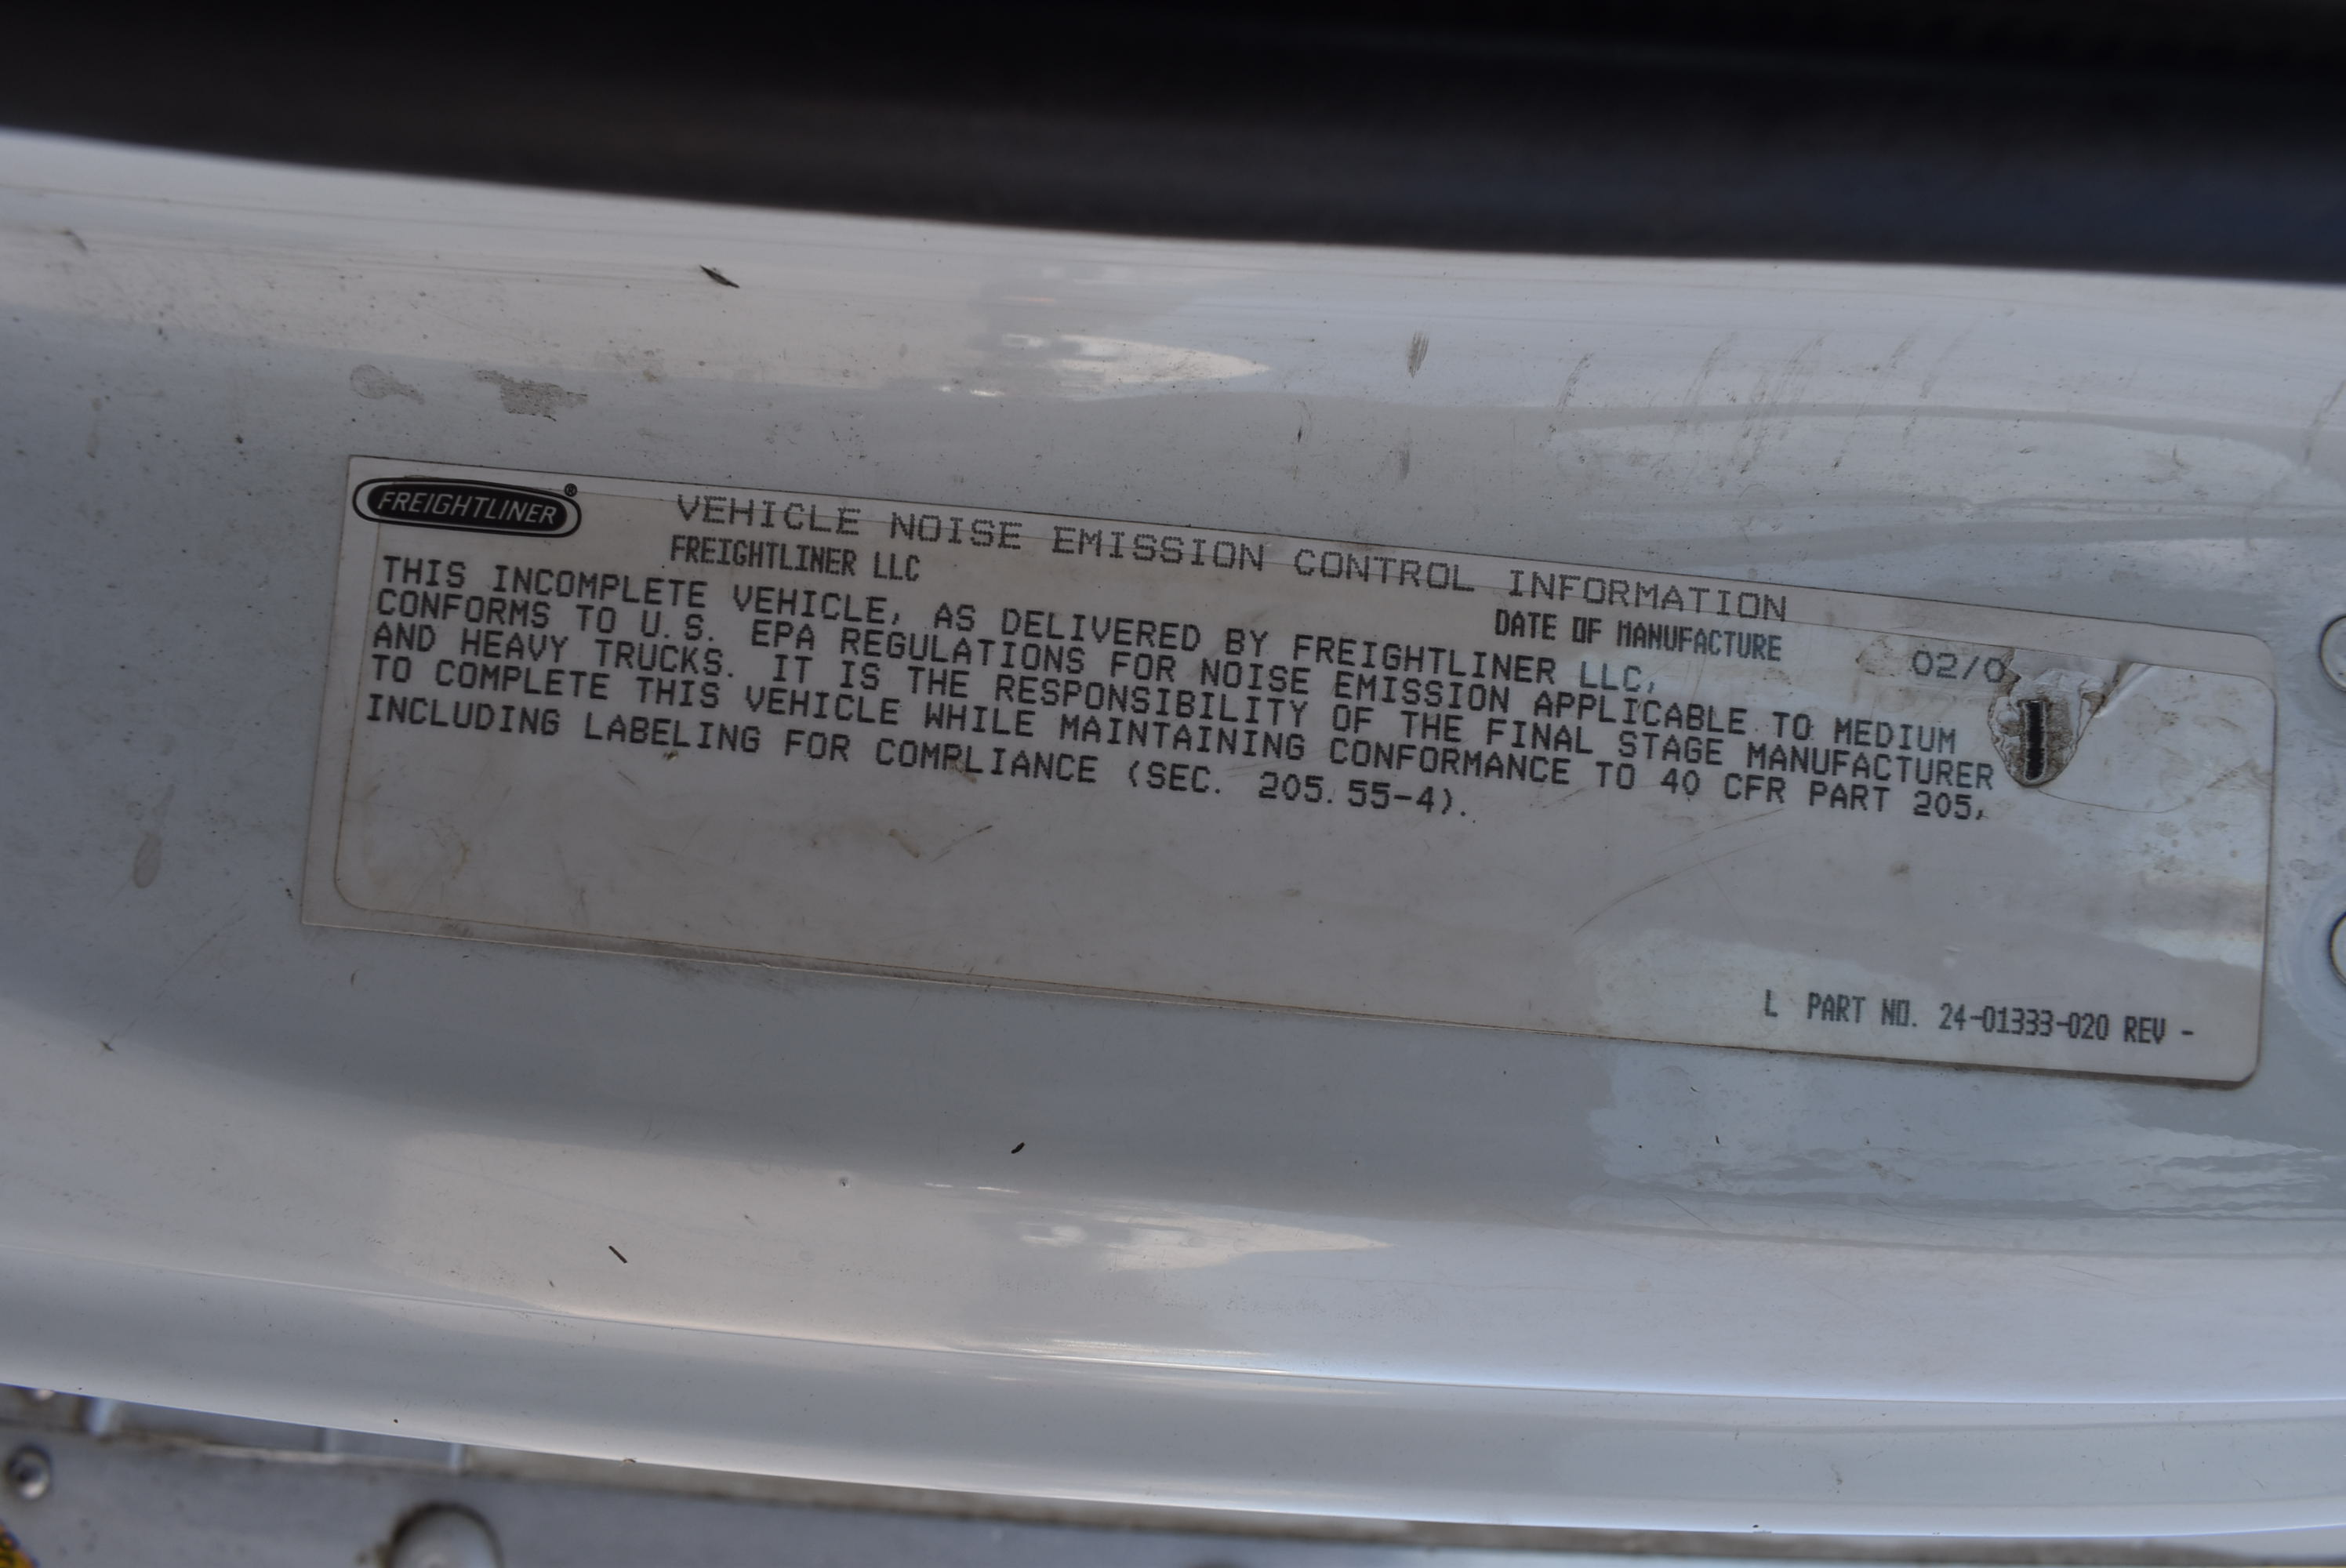 FREIGHTLINER®
VEHICLE NOISE EMISSION CONTROL INFORMATION
FREIGHTLINER LLC
DATE OF MANUFACTURE 02/0
THIS INCOMPLETE VEHICLE, AS DELIVERED BY FREIGHTLINER LLC,
CONFORMS TO U.S. EPA REGULATIONS FOR NOISE EMISSION APPLICABLE TO MEDIUM
AND HEAVY TRUCKS. IT IS THE RESPONSIBILITY OF THE FINAL STAGE MANUFACTURER
TO COMPLETE THIS VEHICLE WHILE MAINTAINING CONFORMANCE TO 40 CFR PART 205,
INCLUDING LABELING FOR COMPLIANCE (SEC. 205.55-4).
L PART NO. 24-01333-020 REV -